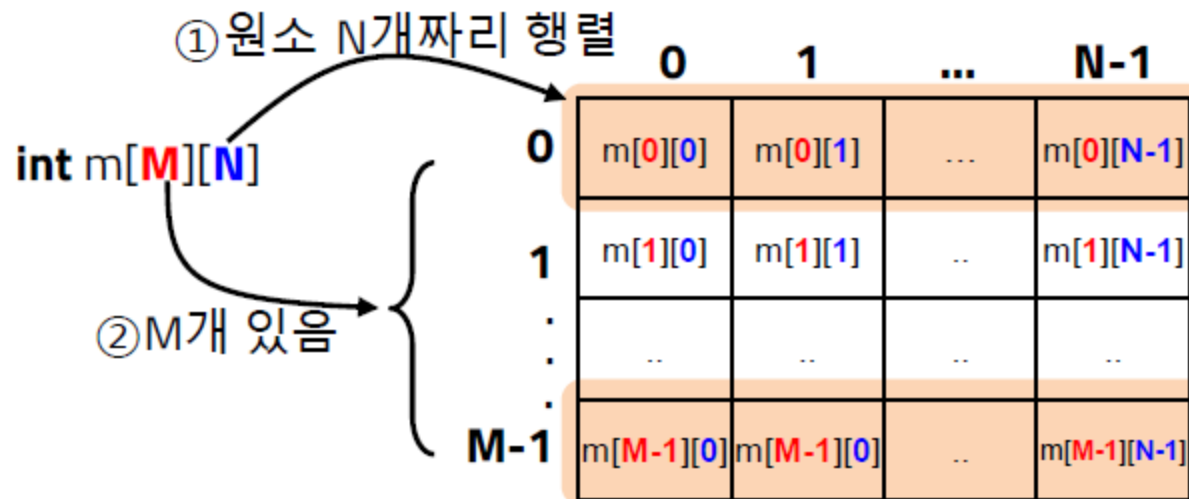 ①원소 N개짜리 행렬
0 1 ... N-1
int m[M][N]
0 m[0][0] m[0][1] ... m[0][N-1]
1 m[1][0] m[1][1] .. m[1][N-1]
②M개 있음
. . . .. .. .. ..
M-1 m[M-1][0] m[M-1][0] .. m[M-1][N-1]